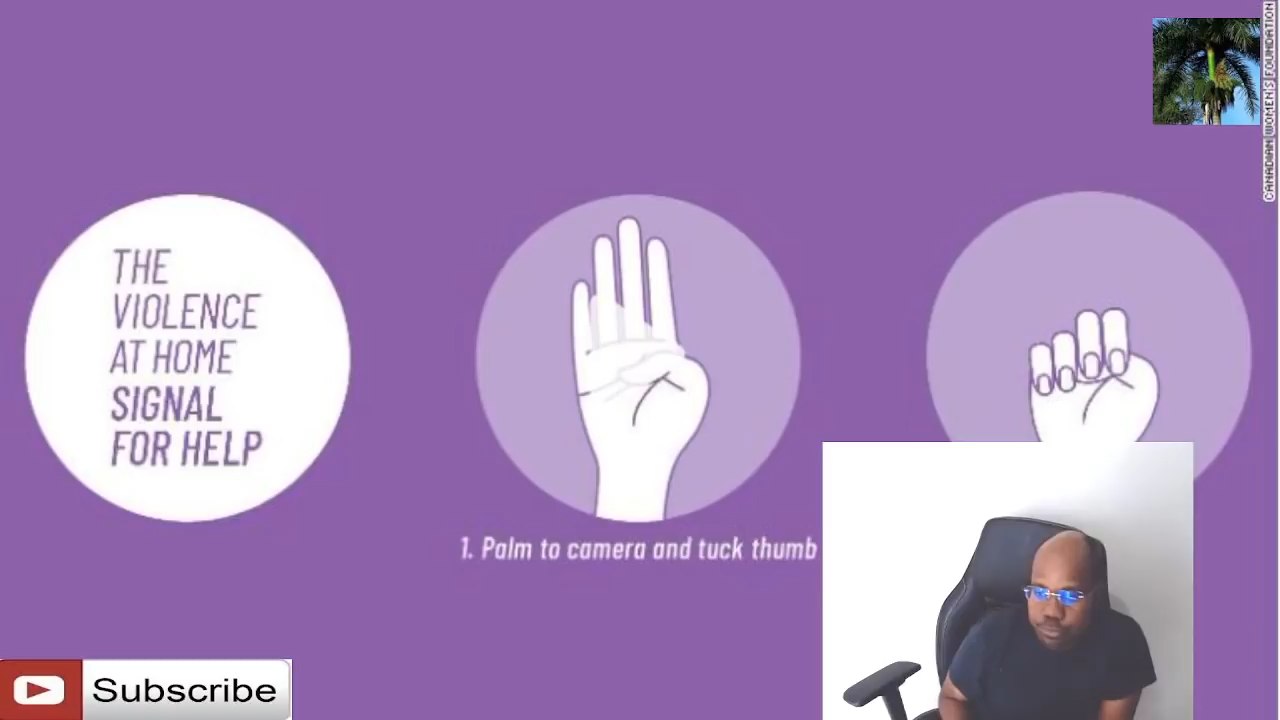 CANADIAN WOMEN'S FOUNDATION
THE
VIOLENCE
AT HOME
SIGNAL
FOR HELP
1. Palm to camera and tuck thumb
Subscribe